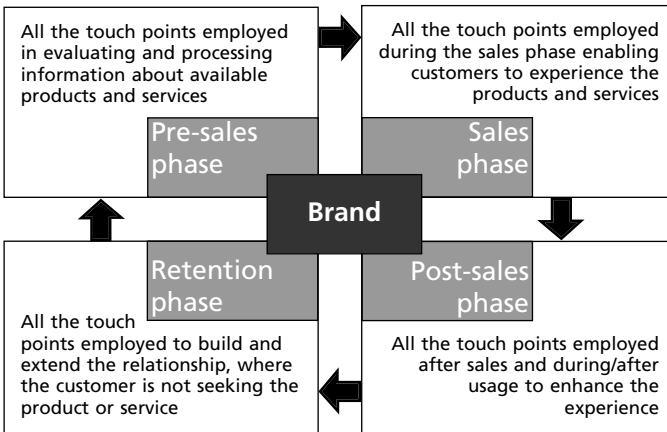 All the touch points employed
in evaluating and processing
information about available
products and services
Pre-sales
phase
All the touch points employed
during the sales phase enabling
customers to experience the
products and services
Sales
phase
Brand
Retention
phase
All the touch
points employed to build and
extend the relationship, where
the customer is not seeking the
product or service
Post-sales
phase
All the touch points employed
after sales and during/after
usage to enhance the
experience